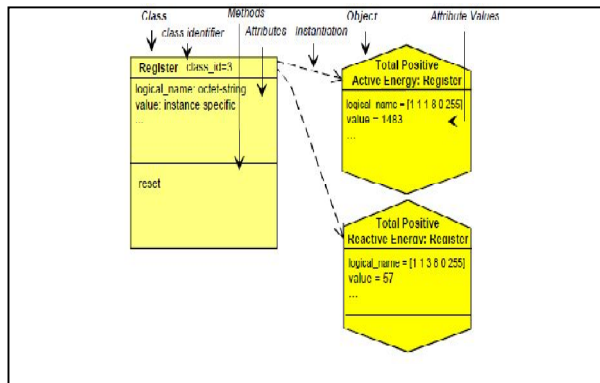 Class
Methods
Object
Attribute Values
class identifier
Attributes
Instantiation
Register class_id=3
logical_name: octet-string
value: instance specific
...
reset
Total Positive
Active Energy: Register
logical_name = [1 1 1 8 0 255]
value = 1483
...
Total Positive
Reactive Energy: Register
logical_name = [1 1 3 8 0 255]
value = 57
...